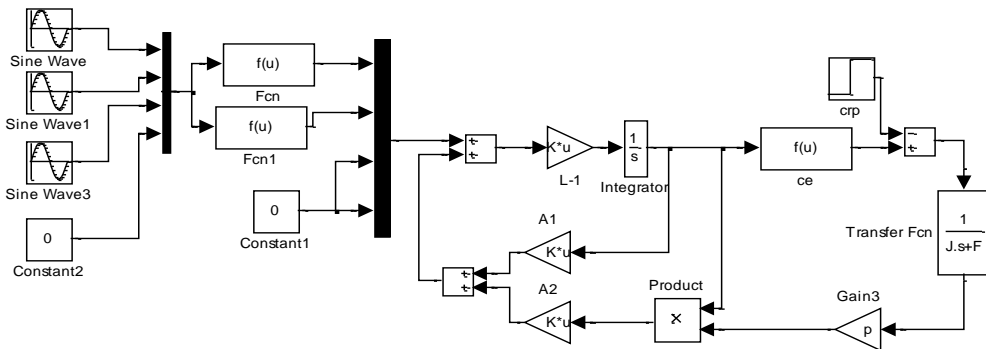 Sine Wave
Sine Wave1
Sine Wave3
0
Constant2
f(u)
Fcn
f(u)
Fcn1
0
Constant1
+
+
K*u
L-1
1
s
Integrator
f(u)
ce
crp
−
+
Transfer Fcn
1
J.s+F
A1
K*u
+
+
A2
K*u
Product
×
Gain3
p